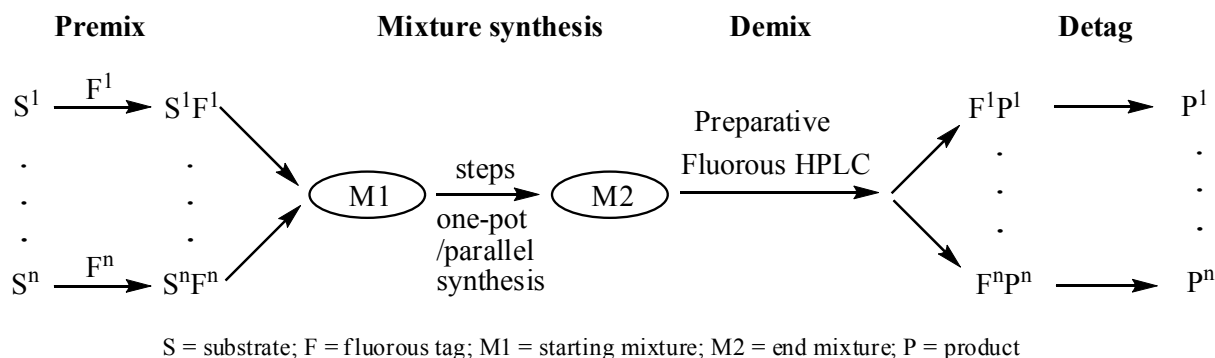 Premix Mixture synthesis Demix Detag
S¹ F¹ S¹F¹ F¹P¹ P¹
Preparative
Fluorous HPLC
M1 steps M2
one-pot
/parallel
synthesis
Sⁿ Fⁿ SⁿFⁿ FⁿPⁿ Pⁿ
S = substrate; F = fluorous tag; M1 = starting mixture; M2 = end mixture; P = product